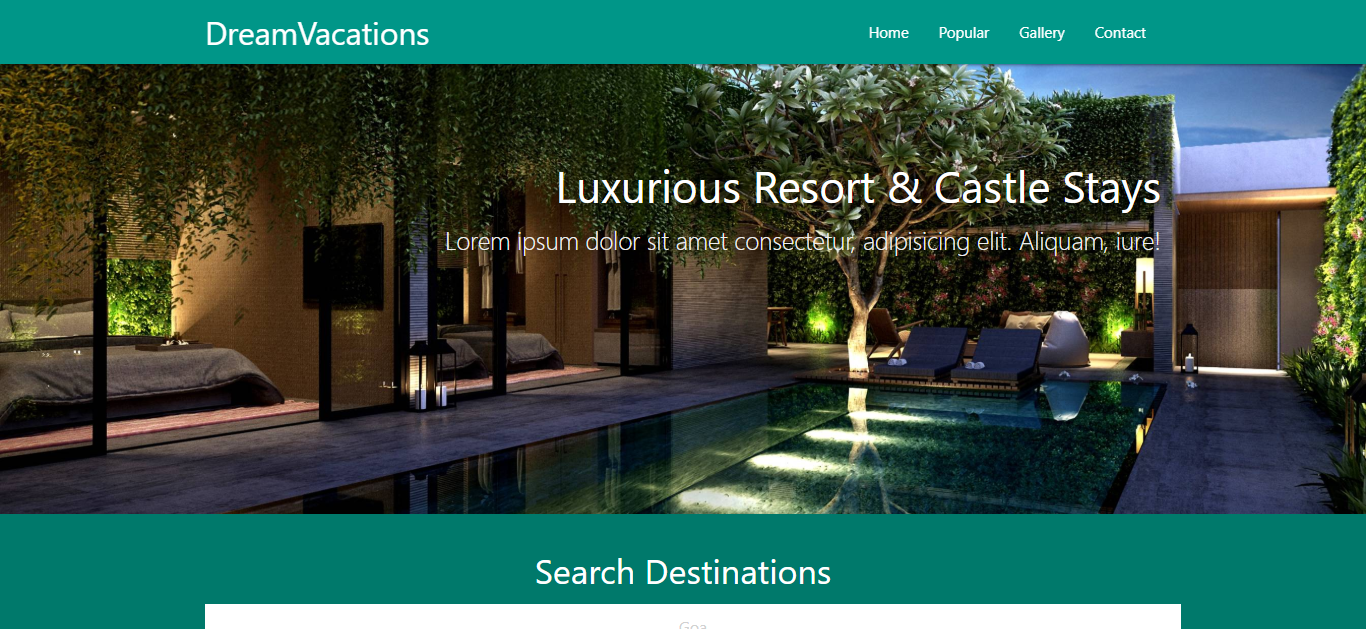 DreamVacations
Home Popular Gallery Contact
Luxurious Resort & Castle Stays
Lorem ipsum dolor sit amet consectetur, adipisicing elit. Aliquam, iure!
Search Destinations
Goa